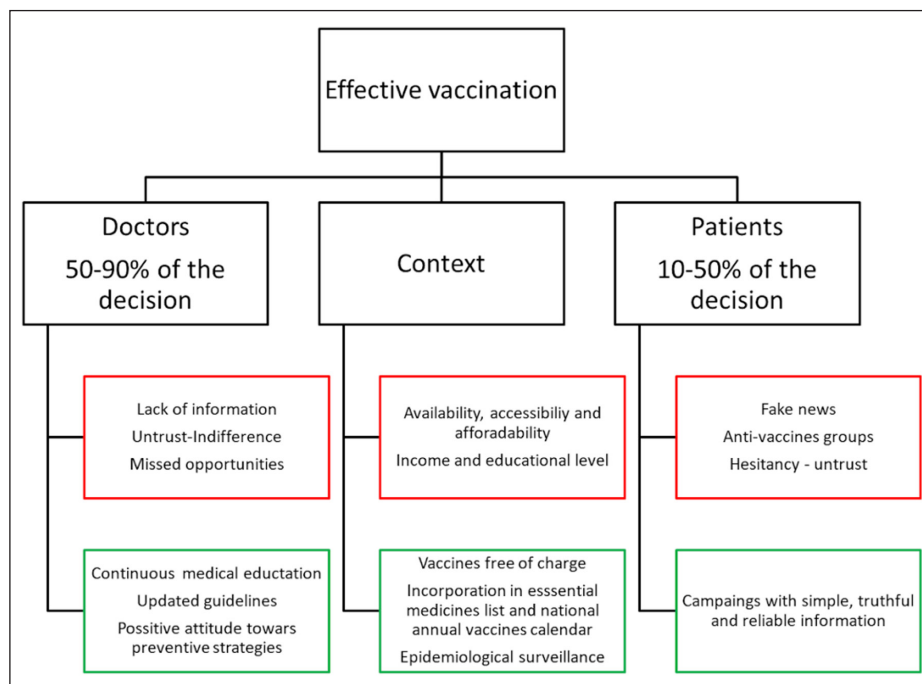 Effective vaccination
Doctors
50-90% of the
decision
Context
Patients
10-50% of the
decision
Lack of information
Untrust-Indifference
Missed opportunities
Availability, accessibiliy and
afforadability
Income and educational level
Fake news
Anti-vaccines groups
Hesitancy - untrust
Continuous medical eductation
Updated guidelines
Possitive attitude towars
preventive strategies
Vaccines free of charge
Incorporation in esssential
medicines list and national
annual vaccines calendar
Epidemiological surveillance
Campaings with simple, truthful
and reliable information